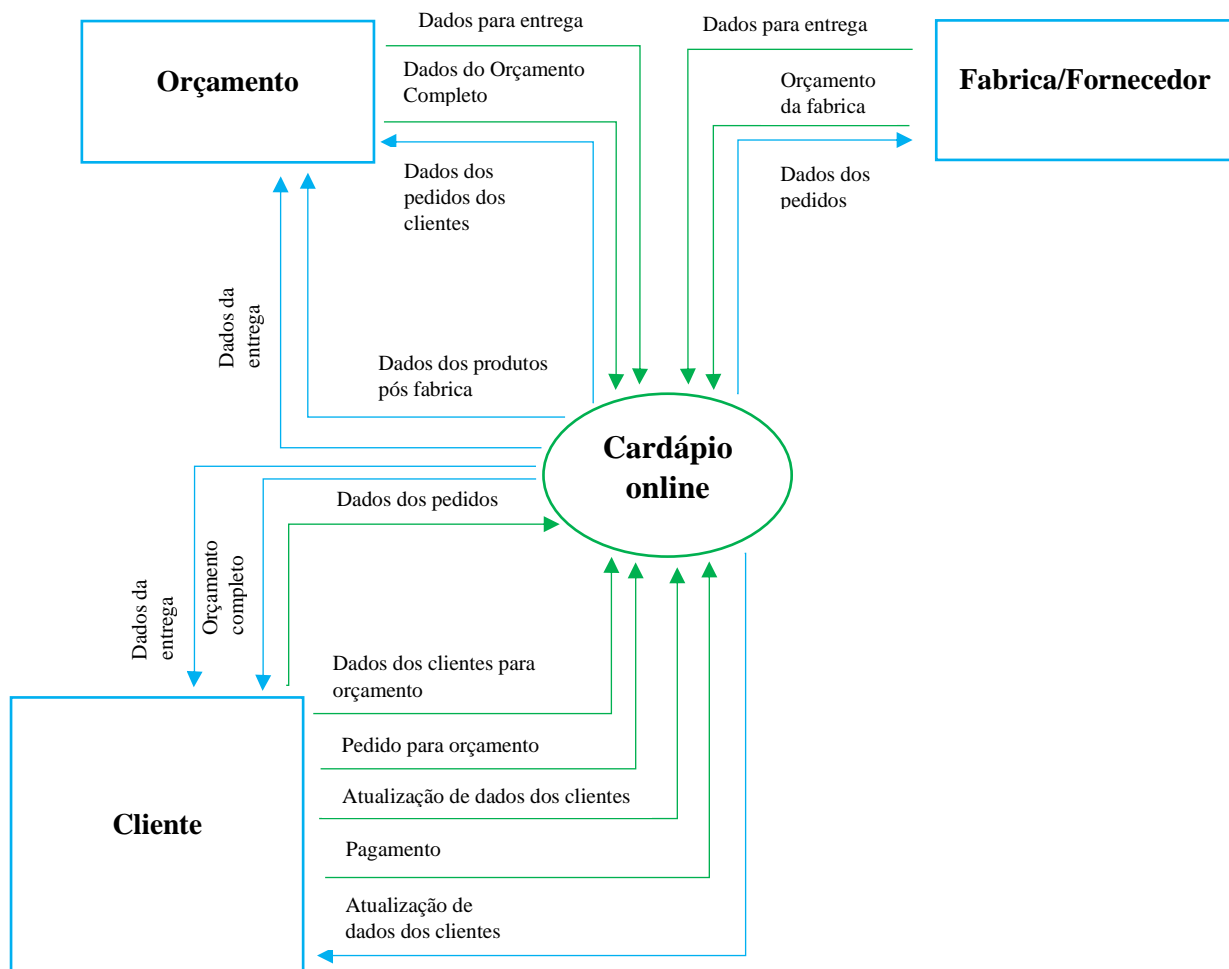 Dados para entrega
Dados para entrega
Orçamento
Dados do Orçamento
Completo
Orçamento
da fabrica
Fabrica/Fornecedor
Dados dos
pedidos dos
clientes
Dados dos
pedidos
Dados da
entrega
Dados dos produtos
pós fabrica
Cardápio
online
Dados dos pedidos
Dados da
entrega
Orçamento
completo
Dados dos clientes para
orçamento
Pedido para orçamento
Atualização de dados dos clientes
Cliente
Pagamento
Atualização de
dados dos clientes